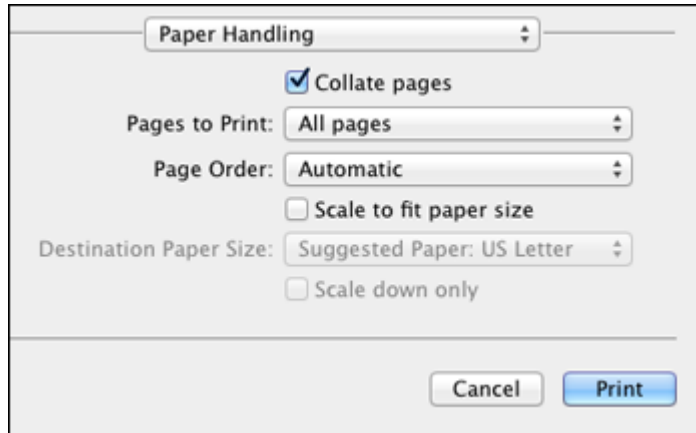 Paper Handling
Collate pages
Pages to Print: All pages
Page Order: Automatic
Scale to fit paper size
Destination Paper Size: Suggested Paper: US Letter
Scale down only
Cancel Print